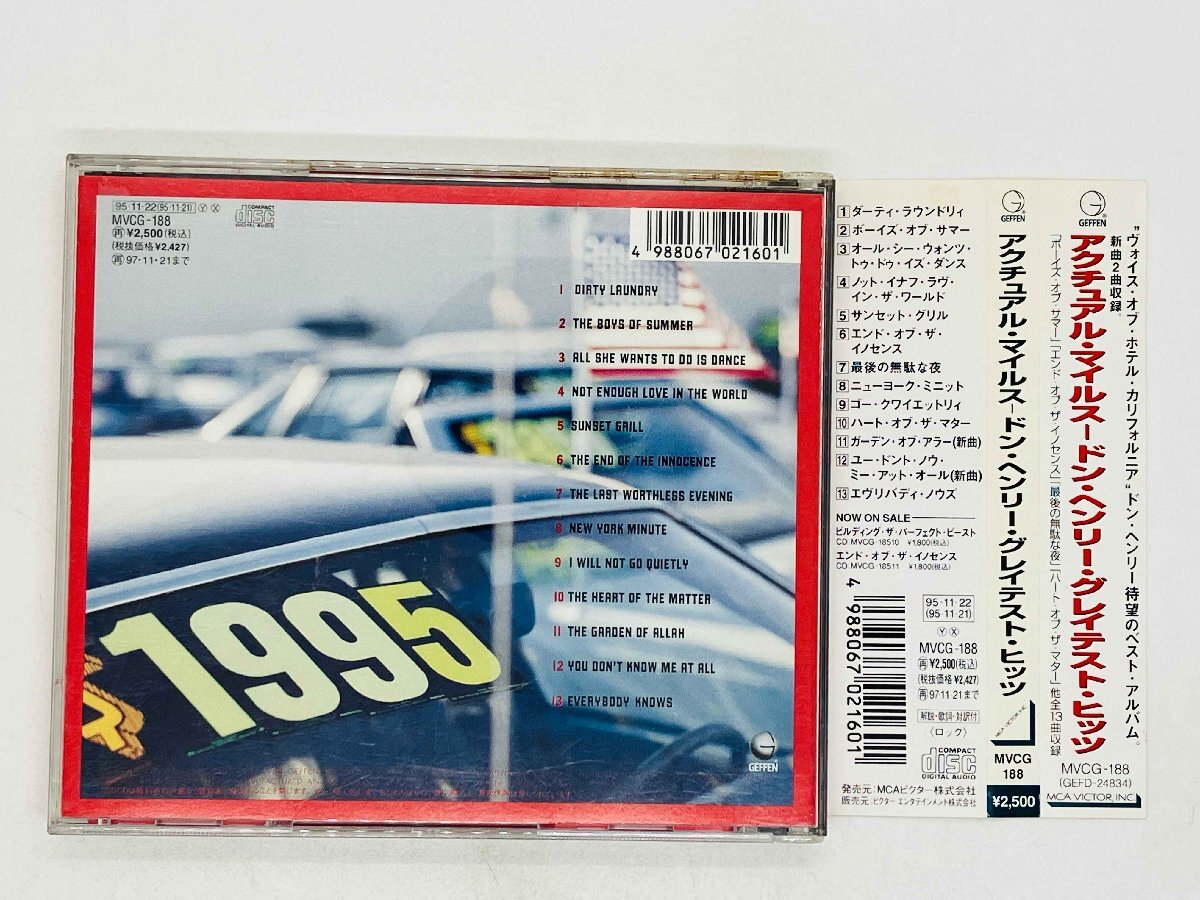 95·11·22(95·11·21) Ⓨ Ⓧ
MVCG-188
再 ¥2,500(税込)
(税抜価格¥2,427)
再 97·11·21まで
COMPACT
disc
DIGITAL AUDIO
4 988067 021601
1 DIRTY LAUNDRY
2 THE BOYS OF SUMMER
3 ALL SHE WANTS TO DO IS DANCE
4 NOT ENOUGH LOVE IN THE WORLD
5 SUNSET GRILL
6 THE END OF THE INNOCENCE
7 THE LAST WORTHLESS EVENING
8 NEW YORK MINUTE
9 I WILL NOT GO QUIETLY
10 THE HEART OF THE MATTER
11 THE GARDEN OF ALLAH
12 YOU DON'T KNOW ME AT ALL
13 EVERYBODY KNOWS
1995
GEFFEN
1 ダーティ・ラウンドリィ
2 ボーイズ・オブ・サマー
3 オール・シー・ウォンツ・
トゥ・ドゥ・イズ・ダンス
4 ノット・イナフ・ラヴ・
イン・ザ・ワールド
5 サンセット・グリル
6 エンド・オブ・ザ・
イノセンス
7 最後の無駄な夜
8 ニューヨーク・ミニット
9 ゴー・クワイエットリィ
10 ハート・オブ・ザ・マター
11 ガーデン・オブ・アラー(新曲)
12 ユー・ドント・ノウ・
ミー・アット・オール(新曲)
13 エヴリバディ・ノウズ
NOW ON SALE
ビルディング・ザ・パーフェクト・ビースト
CD MVCG-18510 ¥1,800(税込)
エンド・オブ・ザ・イノセンス
CD MVCG-18511 ¥1,800(税込)
4 988067 021601
95·11·22
(95·11·21)
Ⓨ Ⓧ
MVCG-188
再 ¥2,500(税込)
(税抜価格 ¥2,427)
再 97·11·21まで
解説・歌詞・対訳付
(ロック)
COMPACT
disc
DIGITAL AUDIO
発売元:MCAビクター株式会社
販売元:ビクター エンタテインメント株式会社
GEFFEN
アクチュアル・マイルス―ドン・ヘンリー・グレイテスト・ヒッツ
MCA VICTOR, INC.
MVCG
188
¥2,500
GEFFEN
"ヴォイス・オブ・ホテル・カリフォルニア"ドン・ヘンリー待望のベスト・アルバム。
新曲2曲収録
アクチュアル・マイルス―ドン・ヘンリー・グレイテスト・ヒッツ
「ボーイズ・オブ・サマー」「エンド・オブ・ザ・イノセンス」「最後の無駄な夜」「ハート・オブ・ザ・マター」他全13曲収録
MVCG-188
(GEFD-24834)
MCA VICTOR, INC.